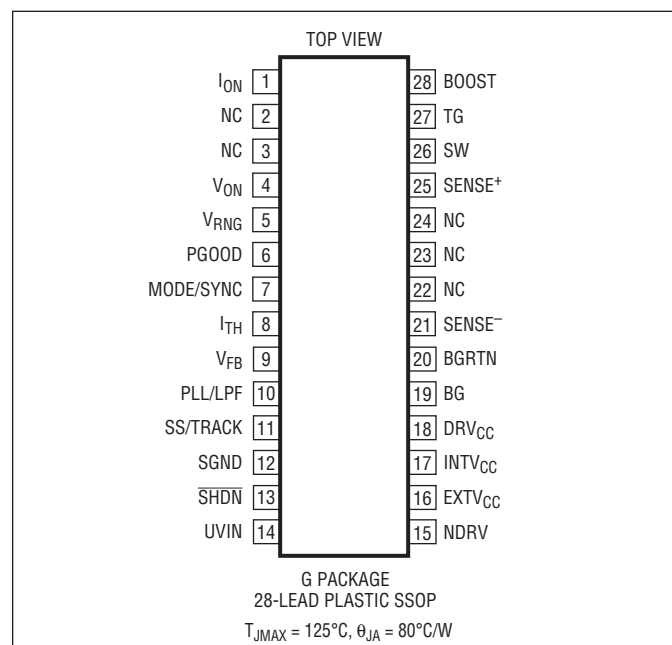 TOP VIEW
I_ON 1
NC 2
NC 3
V_ON 4
V_RNG 5
PGOOD 6
MODE/SYNC 7
I_TH 8
V_FB 9
PLL/LPF 10
SS/TRACK 11
SGND 12
S̅H̅D̅N̅ 13
UVIN 14
28 BOOST
27 TG
26 SW
25 SENSE⁺
24 NC
23 NC
22 NC
21 SENSE⁻
20 BGRTN
19 BG
18 DRV_CC
17 INTV_CC
16 EXTV_CC
15 NDRV
G PACKAGE
28-LEAD PLASTIC SSOP
T_JMAX = 125°C, θ_JA = 80°C/W